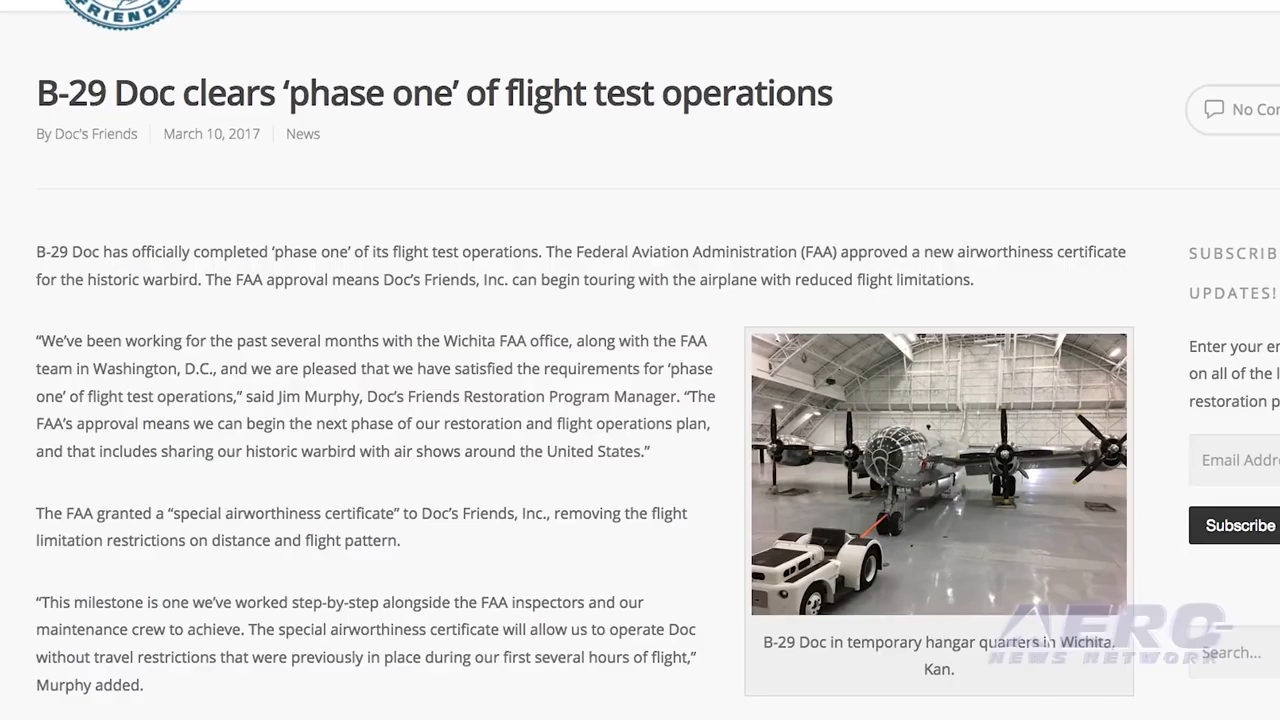 FRIENDS
B-29 Doc clears ‘phase one’ of flight test operations
By Doc's Friends
March 10, 2017
News
No Con
B-29 Doc has officially completed ‘phase one’ of its flight test operations. The Federal Aviation Administration (FAA) approved a new airworthiness certificate
for the historic warbird. The FAA approval means Doc’s Friends, Inc. can begin touring with the airplane with reduced flight limitations.
“We’ve been working for the past several months with the Wichita FAA office, along with the FAA
team in Washington, D.C., and we are pleased that we have satisfied the requirements for ‘phase
one’ of flight test operations,” said Jim Murphy, Doc’s Friends Restoration Program Manager. “The
FAA’s approval means we can begin the next phase of our restoration and flight operations plan,
and that includes sharing our historic warbird with air shows around the United States.”
The FAA granted a “special airworthiness certificate” to Doc’s Friends, Inc., removing the flight
limitation restrictions on distance and flight pattern.
“This milestone is one we’ve worked step-by-step alongside the FAA inspectors and our
maintenance crew to achieve. The special airworthiness certificate will allow us to operate Doc
without travel restrictions that were previously in place during our first several hours of flight,”
Murphy added.
B-29 Doc in temporary hangar quarters in Wichita,
Kan.
SUBSCRIB
UPDATES!
Enter your em
on all of the l
restoration p
Email Addre
Subscribe
Search...
AERO
NEWS NETWORK